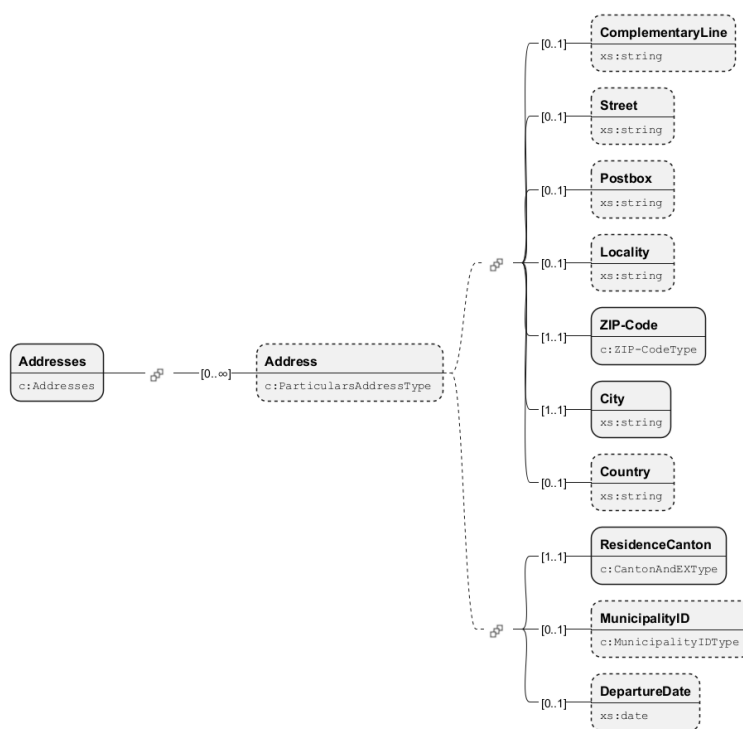 Addresses
c:Addresses
[0..∞]
Address
c:ParticularsAddressType
[0..1]
ComplementaryLine
xs:string
[0..1]
Street
xs:string
[0..1]
Postbox
xs:string
[0..1]
Locality
xs:string
[1..1]
ZIP-Code
c:ZIP-CodeType
[1..1]
City
xs:string
[0..1]
Country
xs:string
[1..1]
ResidenceCanton
c:CantonAndEXType
[0..1]
MunicipalityID
c:MunicipalityIDType
[0..1]
DepartureDate
xs:date